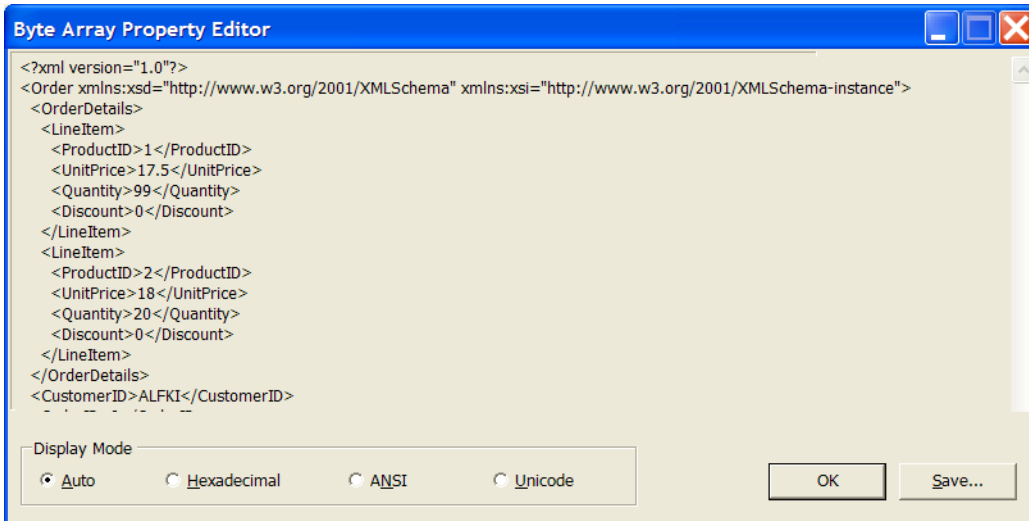 Byte Array Property Editor
<?xml version="1.0"?>
<Order xmlns:xsd="http://www.w3.org/2001/XMLSchema" xmlns:xsi="http://www.w3.org/2001/XMLSchema-instance">
<OrderDetails>
<LineItem>
<ProductID>1</ProductID>
<UnitPrice>17.5</UnitPrice>
<Quantity>99</Quantity>
<Discount>0</Discount>
</LineItem>
<LineItem>
<ProductID>2</ProductID>
<UnitPrice>18</UnitPrice>
<Quantity>20</Quantity>
<Discount>0</Discount>
</LineItem>
</OrderDetails>
<CustomerID>ALFKI</CustomerID>
Display Mode
Auto Hexadecimal ANSI Unicode OK Save...